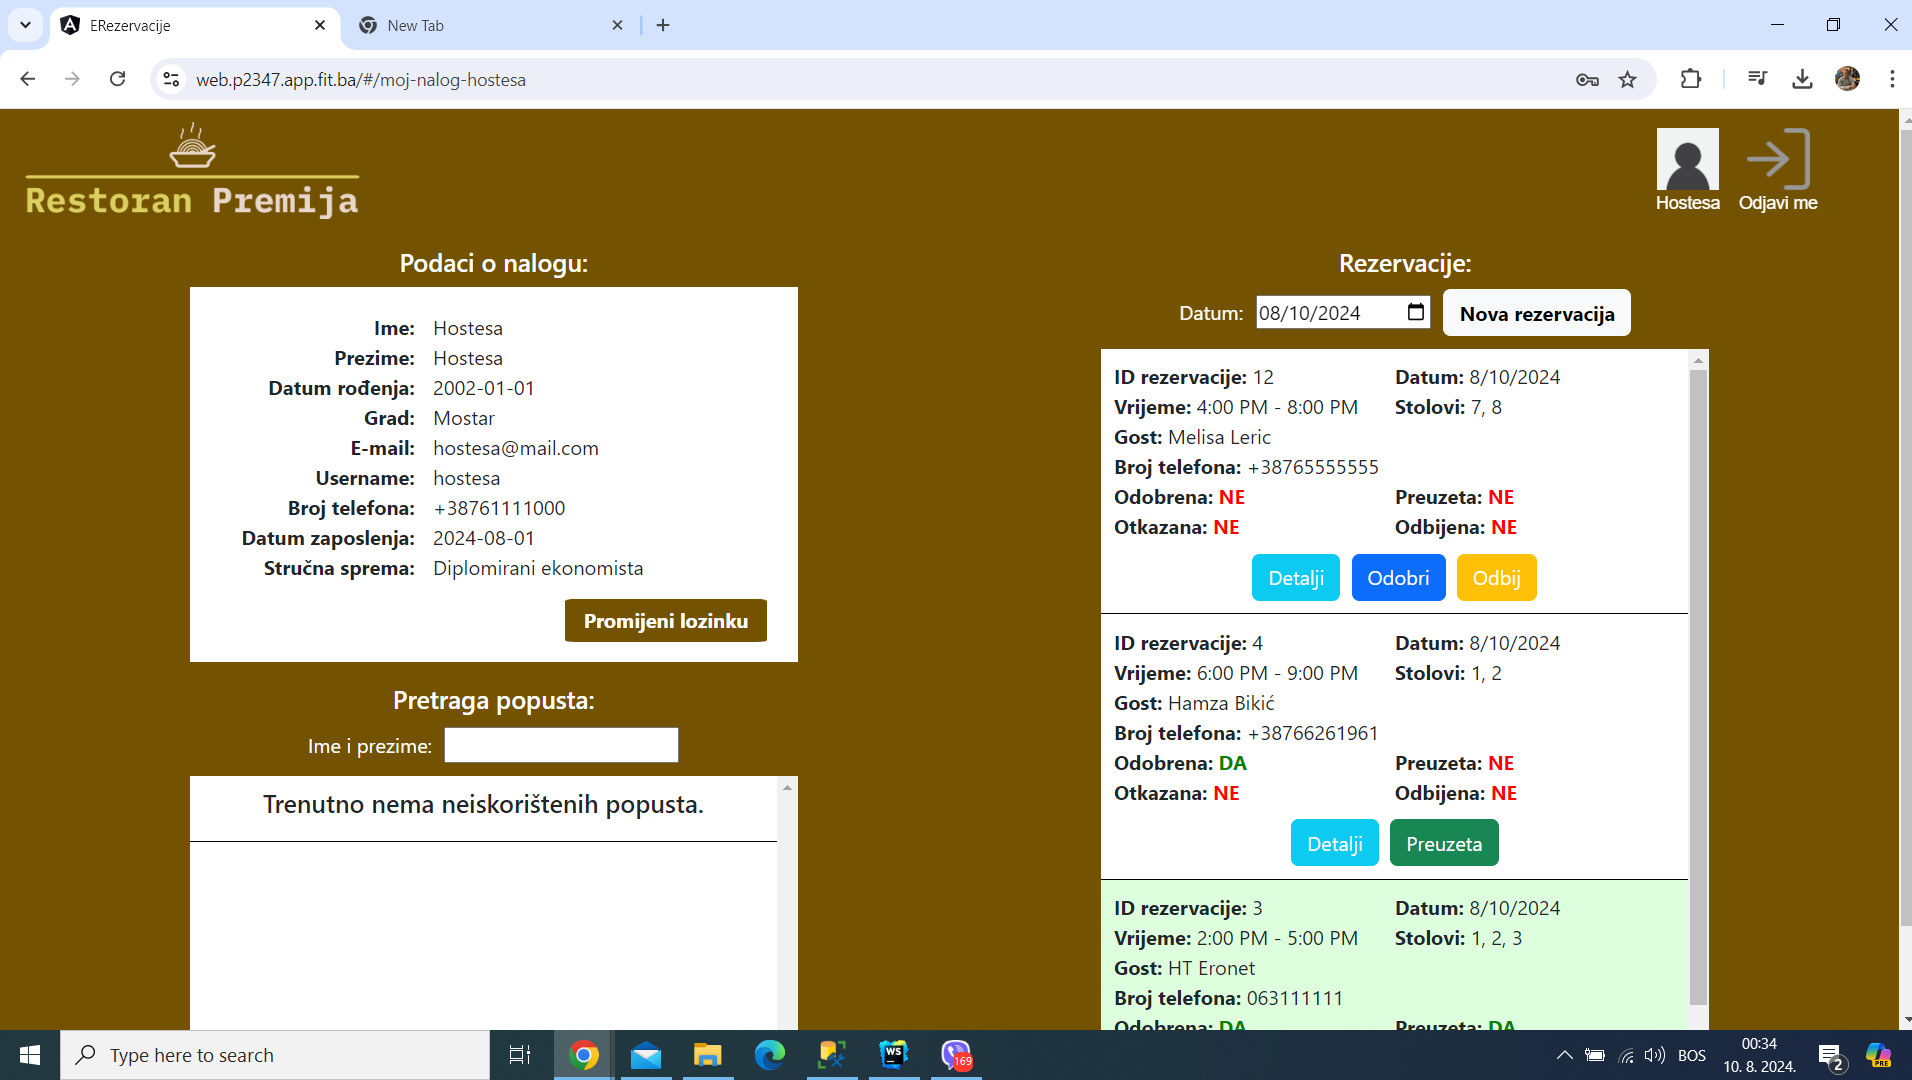 ERezervacije
New Tab
web.p2347.app.fit.ba/#/moj-nalog-hostesa
Restoran Premija
Hostesa
Odjavi me
Podaci o nalogu:
Ime: Hostesa
Prezime: Hostesa
Datum rođenja: 2002-01-01
Grad: Mostar
E-mail: hostesa@mail.com
Username: hostesa
Broj telefona: +38761111000
Datum zaposlenja: 2024-08-01
Stručna sprema: Diplomirani ekonomista
Promijeni lozinku
Pretraga popusta:
Ime i prezime:
Trenutno nema neiskorištenih popusta.
Rezervacije:
Datum: 08/10/2024 Nova rezervacija
ID rezervacije: 12 Datum: 8/10/2024
Vrijeme: 4:00 PM - 8:00 PM Stolovi: 7, 8
Gost: Melisa Leric
Broj telefona: +38765555555
Odobrena: NE Preuzeta: NE
Otkazana: NE Odbijena: NE
Detalji Odobri Odbij
ID rezervacije: 4 Datum: 8/10/2024
Vrijeme: 6:00 PM - 9:00 PM Stolovi: 1, 2
Gost: Hamza Bikić
Broj telefona: +38766261961
Odobrena: DA Preuzeta: NE
Otkazana: NE Odbijena: NE
Detalji Preuzeta
ID rezervacije: 3 Datum: 8/10/2024
Vrijeme: 2:00 PM - 5:00 PM Stolovi: 1, 2, 3
Gost: HT Eronet
Broj telefona: 063111111
Odobrena: DA Preuzeta: DA
Type here to search
WS
169
BOS
00:34
10. 8. 2024.
2
PRE